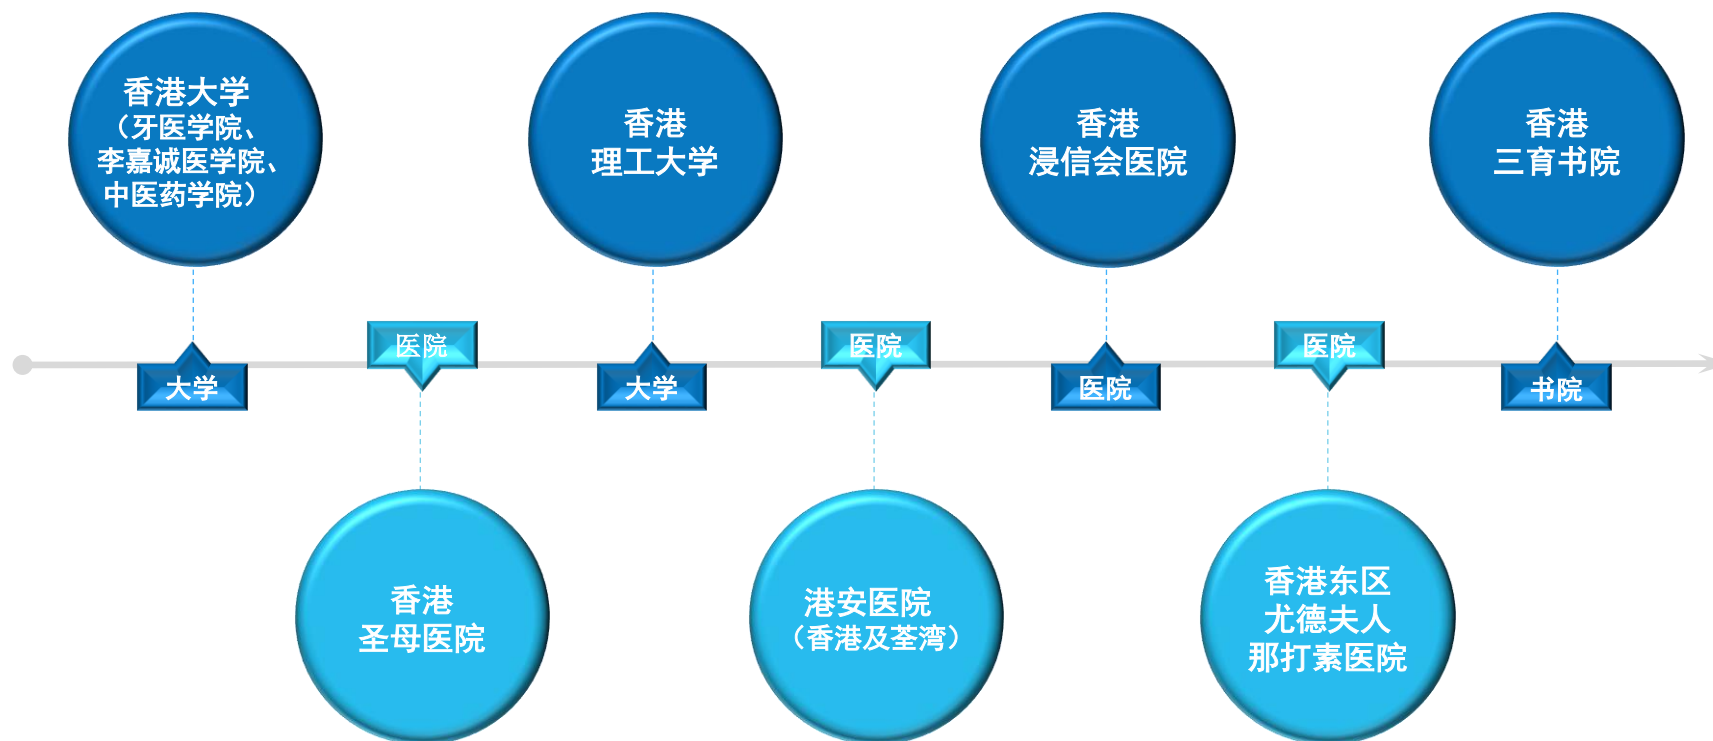 香港大学
（牙医学院、
李嘉诚医学院、
中医药学院）
香港
理工大学
香港
浸信会医院
香港
三育书院
医院
医院
医院
大学
大学
医院
书院
香港
圣母医院
港安医院
（香港及荃湾）
香港东区
尤德夫人
那打素医院